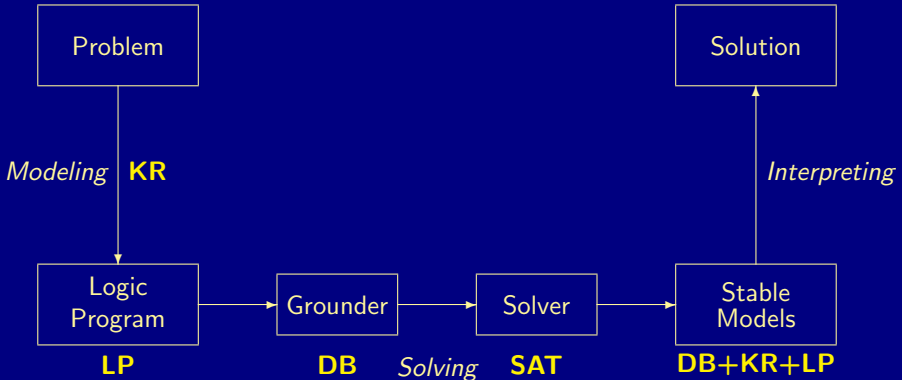 Problem
Solution
Modeling KR
Interpreting
Logic
Program
Grounder
Solver
Stable
Models
LP
DB
Solving
SAT
DB+KR+LP